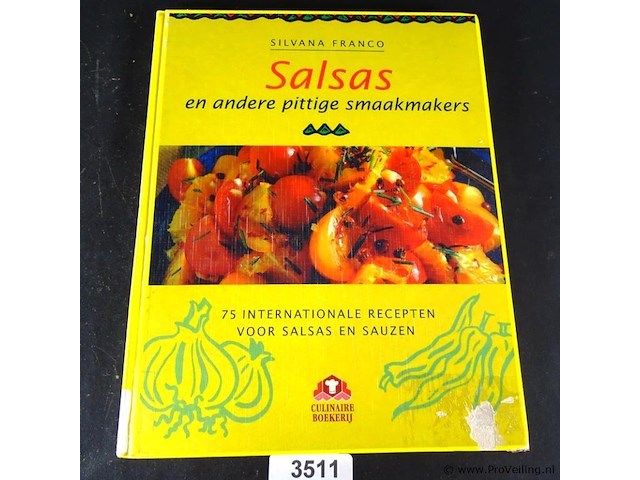 SILVANA FRANCO
Salsas
en andere pittige smaakmakers
75 INTERNATIONALE RECEPTEN
VOOR SALSAS EN SAUZEN
CULINAIRE
BOEKERIJ
3511
© www.ProVeiling.nl